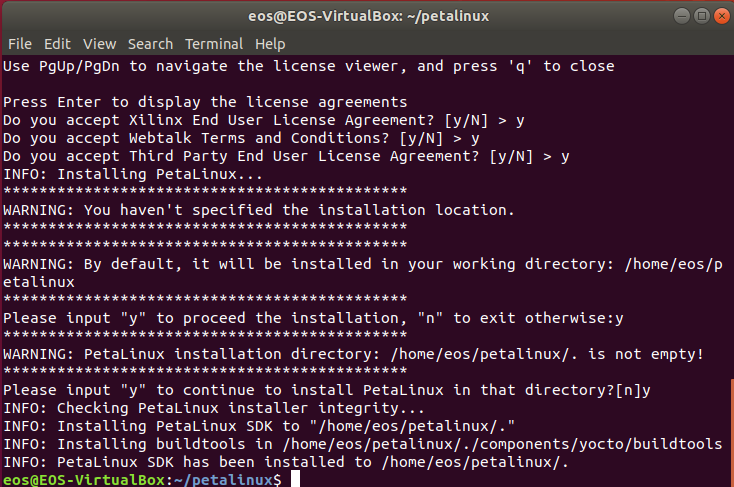 eos@EOS-VirtualBox: ~/petalinux
File Edit View Search Terminal Help
Use PgUp/PgDn to navigate the license viewer, and press 'q' to close
Press Enter to display the license agreements
Do you accept Xilinx End User License Agreement? [y/N] > y
Do you accept Webtalk Terms and Conditions? [y/N] > y
Do you accept Third Party End User License Agreement? [y/N] > y
INFO: Installing PetaLinux...
*********************************************
WARNING: You haven't specified the installation location.
*********************************************
*********************************************
WARNING: By default, it will be installed in your working directory: /home/eos/p
etalinux
*********************************************
Please input "y" to proceed the installation, "n" to exit otherwise:y
*********************************************
WARNING: PetaLinux installation directory: /home/eos/petalinux/. is not empty!
*********************************************
Please input "y" to continue to install PetaLinux in that directory?[n]y
INFO: Checking PetaLinux installer integrity...
INFO: Installing PetaLinux SDK to "/home/eos/petalinux/."
INFO: Installing buildtools in /home/eos/petalinux/./components/yocto/buildtools
INFO: PetaLinux SDK has been installed to /home/eos/petalinux/.
eos@EOS-VirtualBox:~/petalinux$